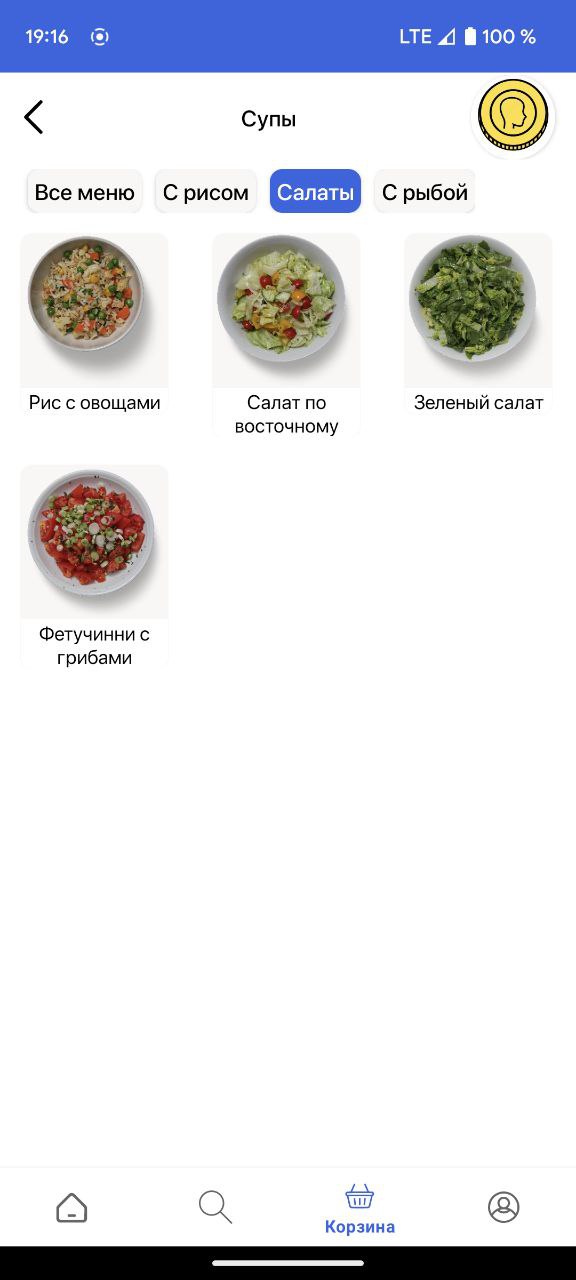 19:16 LTE 100 %
Супы
Все меню С рисом Салаты С рыбой
Рис с овощами Салат по восточному Зеленый салат
Фетучинни с
грибами
Корзина